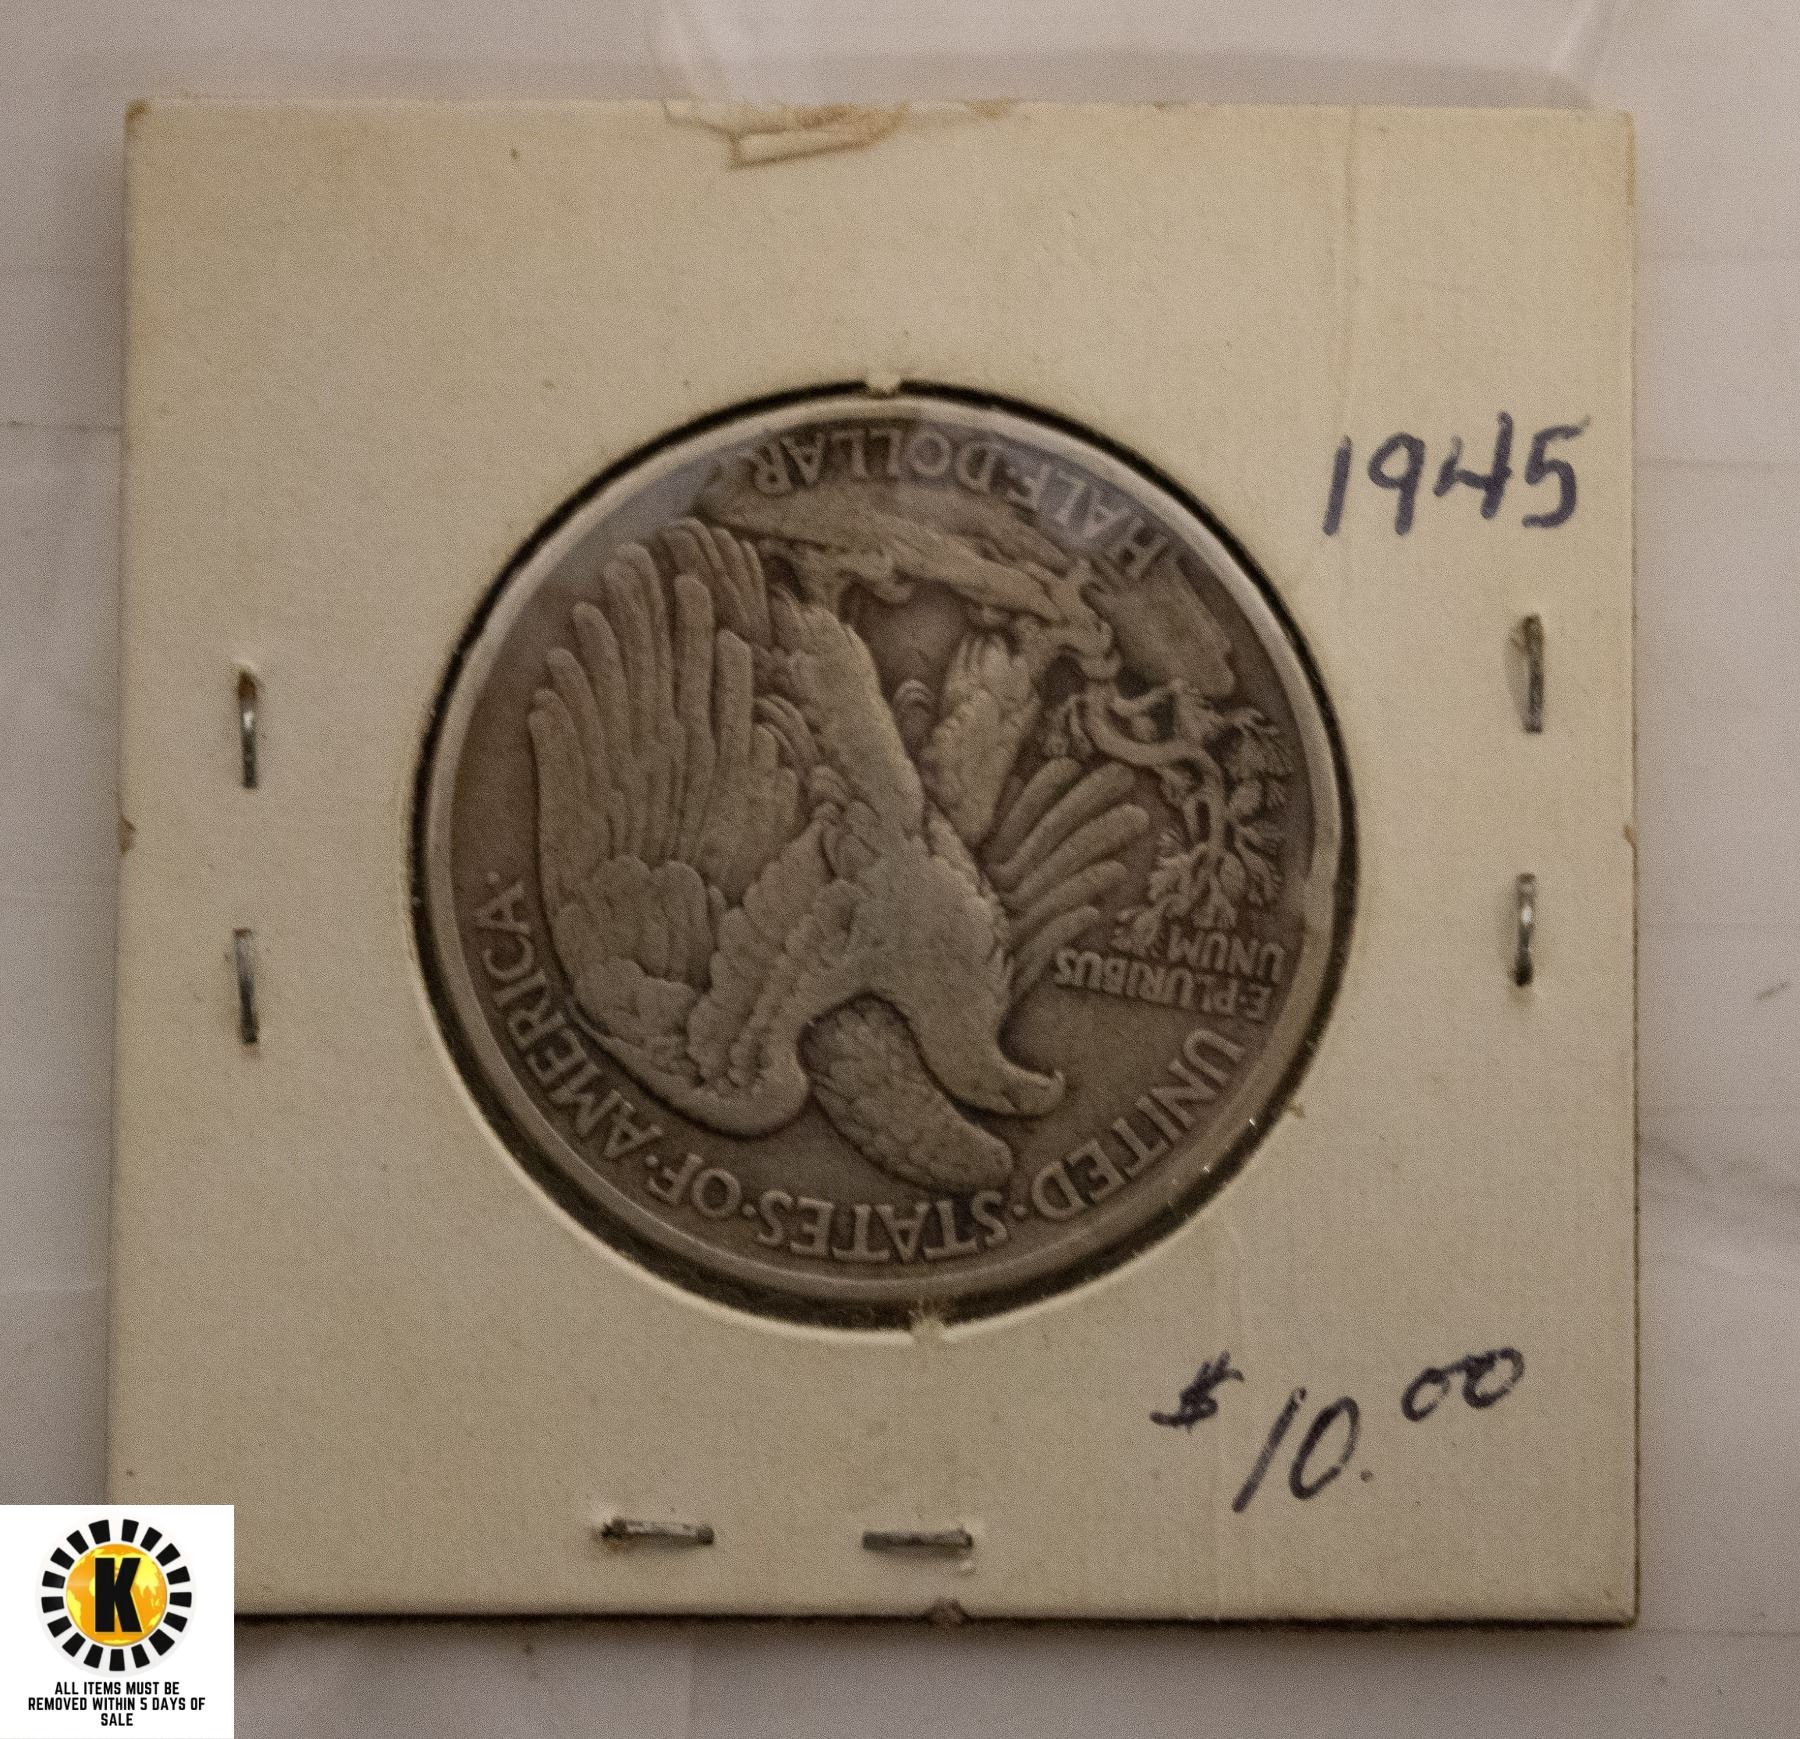 1945
HALF·DOLLAR
E·PLURIBUS
UNUM
UNITED·STATES·OF·AMERICA·
$10.00
K
ALL ITEMS MUST BE
REMOVED WITHIN 5 DAYS OF
SALE